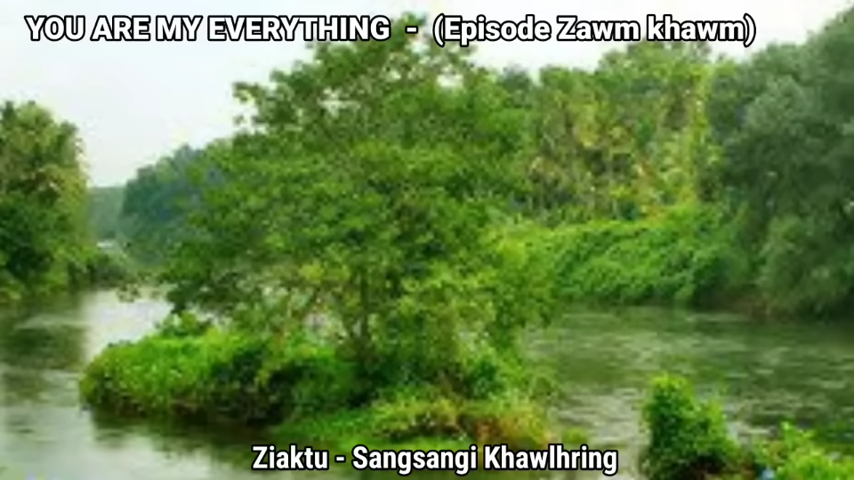 YOU ARE MY EVERYTHING - (Episode Zawm khawm)
Ziaktu - Sangsangi Khawlhring